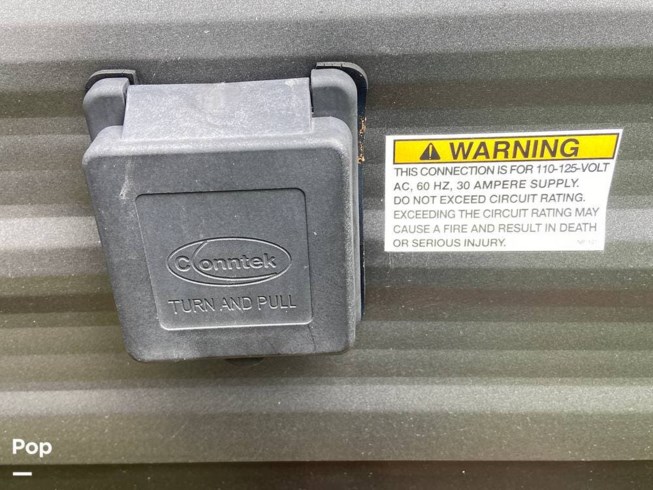 Conntek
TURN AND PULL
WARNING
THIS CONNECTION IS FOR 110-125-VOLT
AC, 60 HZ, 30 AMPERE SUPPLY.
DO NOT EXCEED CIRCUIT RATING.
EXCEEDING THE CIRCUIT RATING MAY
CAUSE A FIRE AND RESULT IN DEATH
OR SERIOUS INJURY.
Pop